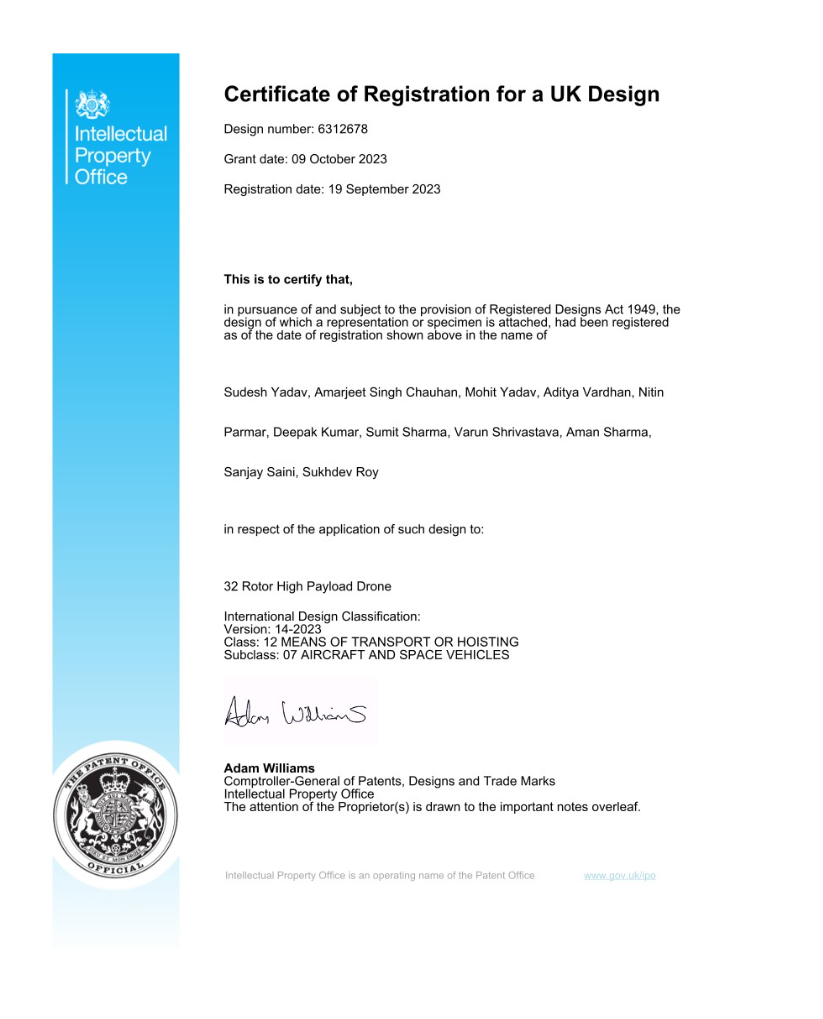 Intellectual
Property
Office
Certificate of Registration for a UK Design
Design number: 6312678
Grant date: 09 October 2023
Registration date: 19 September 2023
This is to certify that,
in pursuance of and subject to the provision of Registered Designs Act 1949, the
design of which a representation or specimen is attached, had been registered
as of the date of registration shown above in the name of
Sudesh Yadav, Amarjeet Singh Chauhan, Mohit Yadav, Aditya Vardhan, Nitin
Parmar, Deepak Kumar, Sumit Sharma, Varun Shrivastava, Aman Sharma,
Sanjay Saini, Sukhdev Roy
in respect of the application of such design to:
32 Rotor High Payload Drone
International Design Classification:
Version: 14-2023
Class: 12 MEANS OF TRANSPORT OR HOISTING
Subclass: 07 AIRCRAFT AND SPACE VEHICLES
Adam Williams
Adam Williams
Comptroller-General of Patents, Designs and Trade Marks
Intellectual Property Office
The attention of the Proprietor(s) is drawn to the important notes overleaf.
THE PATENT OFFICE
OFFICIAL
Intellectual Property Office is an operating name of the Patent Office www.gov.uk/ipo